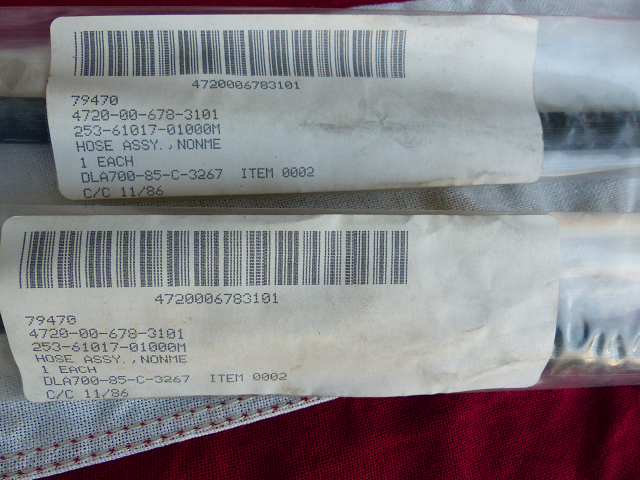 4720006783101
79470
4720-00-678-3101
253-61017-01000M
HOSE ASSY.,NONME
1 EACH
DLA700-85-C-3267 ITEM 0002
C/C 11/86
4720006783101
79470
4720-00-678-3101
253-61017-01000M
HOSE ASSY.,NONME
1 EACH
DLA700-85-C-3267 ITEM 0002
C/C 11/86